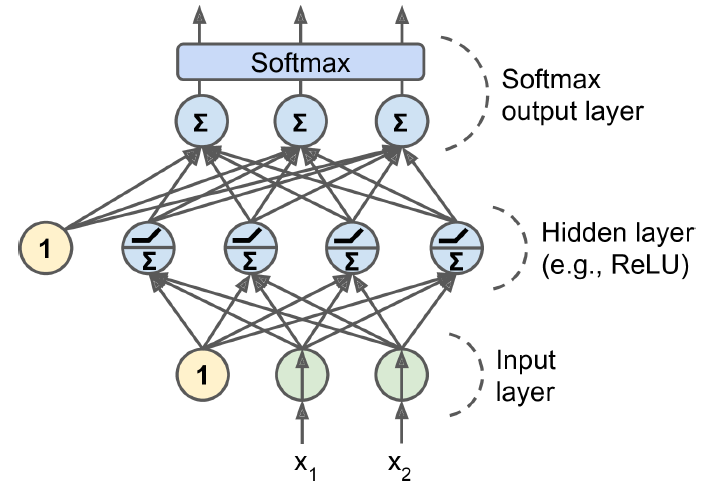 Softmax
Softmax
output layer
Σ Σ Σ
1
Σ Σ Σ Σ
Hidden layer
(e.g., ReLU)
1
Input
layer
x1 x2